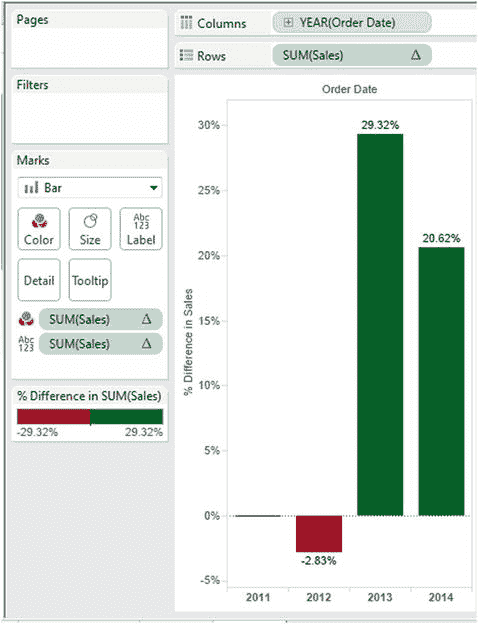 Pages
Columns
YEAR(Order Date)
Rows
SUM(Sales) Δ
Filters
Marks
Bar
Color
Size
Abc
123
Label
Detail
Tooltip
SUM(Sales) Δ
Abc
123
SUM(Sales) Δ
% Difference in SUM(Sales)
-29.32% 29.32%
Order Date
% Difference in Sales
30%
25%
20%
15%
10%
5%
0%
-5%
29.32%
20.62%
-2.83%
2011 2012 2013 2014